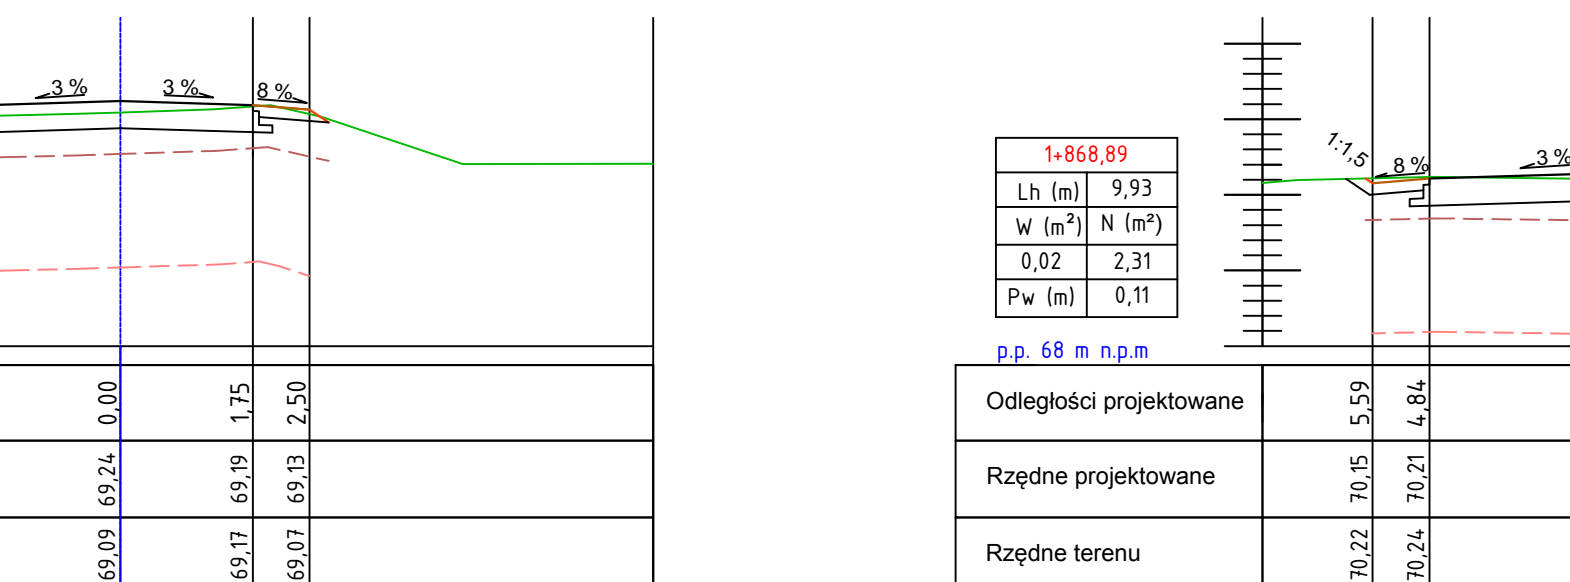 3 %
3 %
8 %
0,00
1,75
2,50
69,24
69,19
69,13
69,09
69,17
69,07
1+868,89
Lh (m) 9,93
W (m²) N (m²)
0,02 2,31
Pw (m) 0,11
p.p. 68 m n.p.m
1:1,5
8 %
3 %
Odległości projektowane 5,59 4,84
Rzędne projektowane 70,15 70,21
Rzędne terenu 70,22 70,24